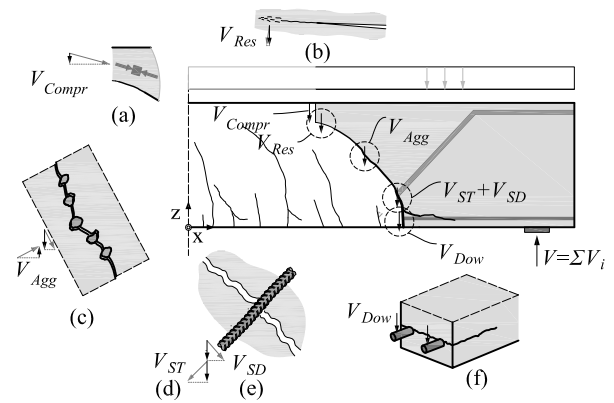 V_Res
(b)
V_Compr
(a)
V_Compr
V_Res
V_Agg
V_ST+V_SD
z
x
V_Agg
(c)
V_Dow
V=ΣV_i
V_Dow
V_ST
V_SD
(d)
(e)
(f)